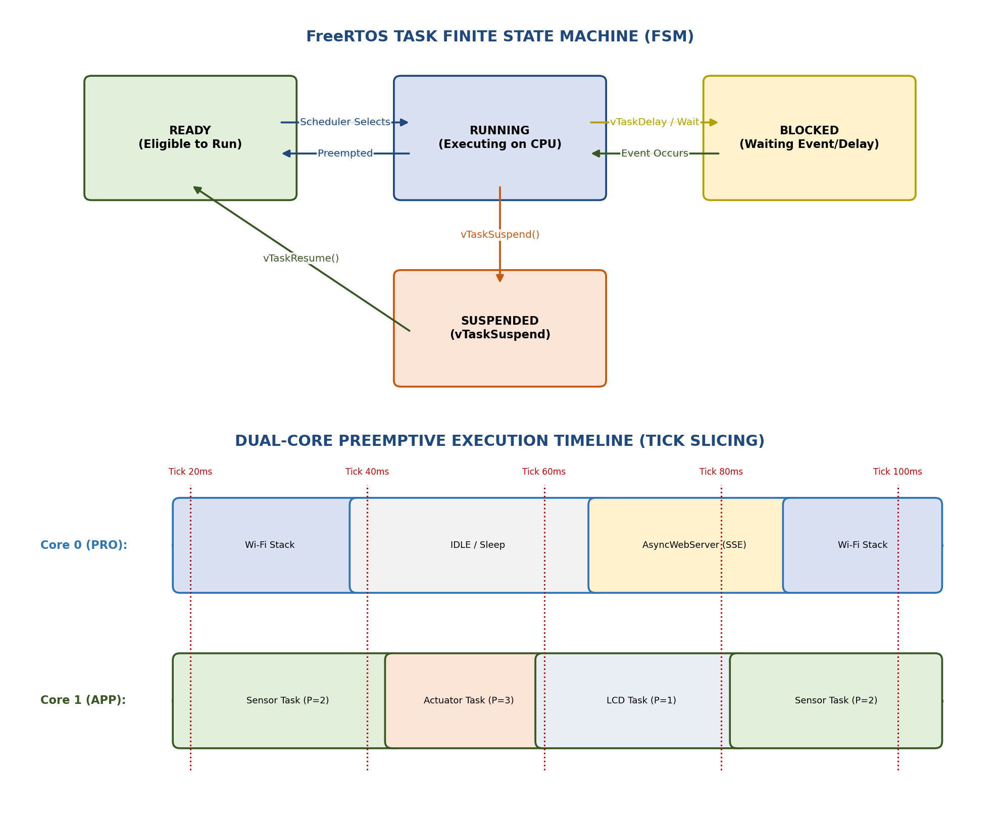 FreeRTOS TASK FINITE STATE MACHINE (FSM)
READY
(Eligible to Run)
Scheduler Selects
Preempted
RUNNING
(Executing on CPU)
vTaskDelay / Wait
Event Occurs
BLOCKED
(Waiting Event/Delay)
vTaskSuspend()
vTaskResume()
SUSPENDED
(vTaskSuspend)
DUAL-CORE PREEMPTIVE EXECUTION TIMELINE (TICK SLICING)
Tick 20ms
Tick 40ms
Tick 60ms
Tick 80ms
Tick 100ms
Core 0 (PRO):
Wi-Fi Stack
IDLE / Sleep
AsyncWebServer (SSE)
Wi-Fi Stack
Core 1 (APP):
Sensor Task (P=2)
Actuator Task (P=3)
LCD Task (P=1)
Sensor Task (P=2)